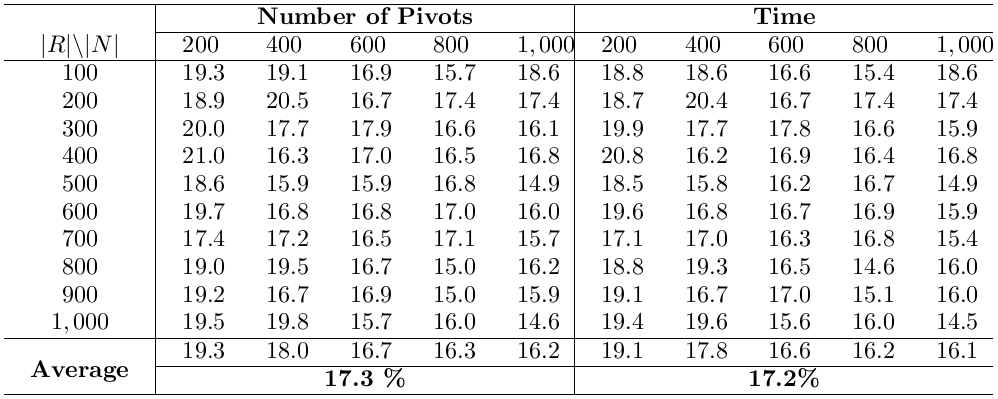 Number of Pivots Time
|R|\|N| 200 400 600 800 1,000 200 400 600 800 1,000
100 19.3 19.1 16.9 15.7 18.6 18.8 18.6 16.6 15.4 18.6
200 18.9 20.5 16.7 17.4 17.4 18.7 20.4 16.7 17.4 17.4
300 20.0 17.7 17.9 16.6 16.1 19.9 17.7 17.8 16.6 15.9
400 21.0 16.3 17.0 16.5 16.8 20.8 16.2 16.9 16.4 16.8
500 18.6 15.9 15.9 16.8 14.9 18.5 15.8 16.2 16.7 14.9
600 19.7 16.8 16.8 17.0 16.0 19.6 16.8 16.7 16.9 15.9
700 17.4 17.2 16.5 17.1 15.7 17.1 17.0 16.3 16.8 15.4
800 19.0 19.5 16.7 15.0 16.2 18.8 19.3 16.5 14.6 16.0
900 19.2 16.7 16.9 15.0 15.9 19.1 16.7 17.0 15.1 16.0
1,000 19.5 19.8 15.7 16.0 14.6 19.4 19.6 15.6 16.0 14.5
Average 19.3 18.0 16.7 16.3 16.2 19.1 17.8 16.6 16.2 16.1
17.3 % 17.2%